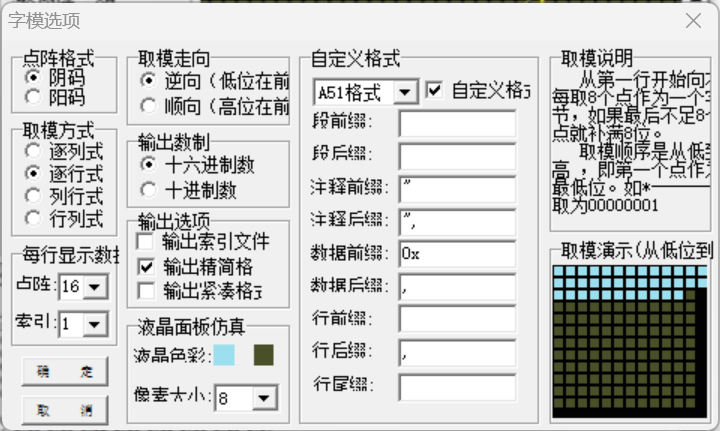 字模选项
点阵格式
阴码
阳码
取模方式
逐列式
逐行式
列行式
行列式
每行显示数据
点阵:
16
索引:
1
确 定
取 消
取模走向
逆向（低位在前
顺向（高位在前
输出数制
十六进制数
十进制数
输出选项
输出索引文件
输出精简格
输出紧凑格式
液晶面板仿真
液晶色彩:
像素大小:
8
自定义格式
A51格式
自定义格式
段前缀:
段后缀:
注释前缀:
"
注释后缀:
",
数据前缀:
0x
数据后缀:
,
行前缀:
行后缀:
,
行尾缀:
取模说明
从第一行开始向
每取8个点作为一个字
节，如果最后不足8个
点就补满8位。
取模顺序是从低到
高，即第一个点作为
最低位。如*———
取为00000001
取模演示(从低位到